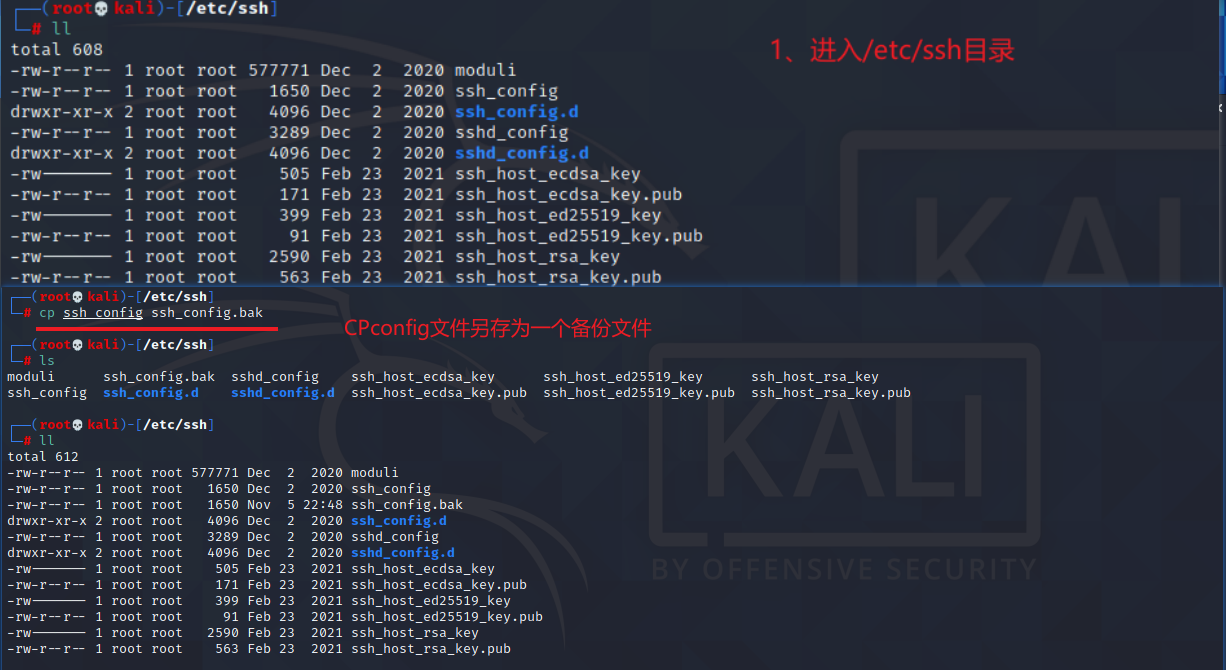 ┌──(root💀kali)-[/etc/ssh]
└─# ll
total 608
1、进入/etc/ssh目录
-rw-r--r-- 1 root root 577771 Dec  2  2020 moduli
-rw-r--r-- 1 root root   1650 Dec  2  2020 ssh_config
drwxr-xr-x 2 root root   4096 Dec  2  2020 ssh_config.d
-rw-r--r-- 1 root root   3289 Dec  2  2020 sshd_config
drwxr-xr-x 2 root root   4096 Dec  2  2020 sshd_config.d
-rw------- 1 root root    505 Feb 23  2021 ssh_host_ecdsa_key
-rw-r--r-- 1 root root    171 Feb 23  2021 ssh_host_ecdsa_key.pub
-rw------- 1 root root    399 Feb 23  2021 ssh_host_ed25519_key
-rw-r--r-- 1 root root     91 Feb 23  2021 ssh_host_ed25519_key.pub
-rw------- 1 root root   2590 Feb 23  2021 ssh_host_rsa_key
-rw-r--r-- 1 root root    563 Feb 23  2021 ssh_host_rsa_key.pub
KALI
┌──(root💀kali)-[/etc/ssh]
└─# cp ssh_config ssh_config.bak
CPconfig文件另存为一个备份文件
┌──(root💀kali)-[/etc/ssh]
└─# ls
moduli      ssh_config.bak  sshd_config    ssh_host_ecdsa_key      ssh_host_ed25519_key      ssh_host_rsa_key
ssh_config  ssh_config.d    sshd_config.d  ssh_host_ecdsa_key.pub  ssh_host_ed25519_key.pub  ssh_host_rsa_key.pub
┌──(root💀kali)-[/etc/ssh]
└─# ll
total 612
-rw-r--r-- 1 root root 577771 Dec  2  2020 moduli
-rw-r--r-- 1 root root   1650 Dec  2  2020 ssh_config
-rw-r--r-- 1 root root   1650 Nov  5 22:48 ssh_config.bak
drwxr-xr-x 2 root root   4096 Dec  2  2020 ssh_config.d
-rw-r--r-- 1 root root   3289 Dec  2  2020 sshd_config
drwxr-xr-x 2 root root   4096 Dec  2  2020 sshd_config.d
-rw------- 1 root root    505 Feb 23  2021 ssh_host_ecdsa_key
-rw-r--r-- 1 root root    171 Feb 23  2021 ssh_host_ecdsa_key.pub
-rw------- 1 root root    399 Feb 23  2021 ssh_host_ed25519_key
-rw-r--r-- 1 root root     91 Feb 23  2021 ssh_host_ed25519_key.pub
-rw------- 1 root root   2590 Feb 23  2021 ssh_host_rsa_key
-rw-r--r-- 1 root root    563 Feb 23  2021 ssh_host_rsa_key.pub
KALI
BY OFFENSIVE SECURITY